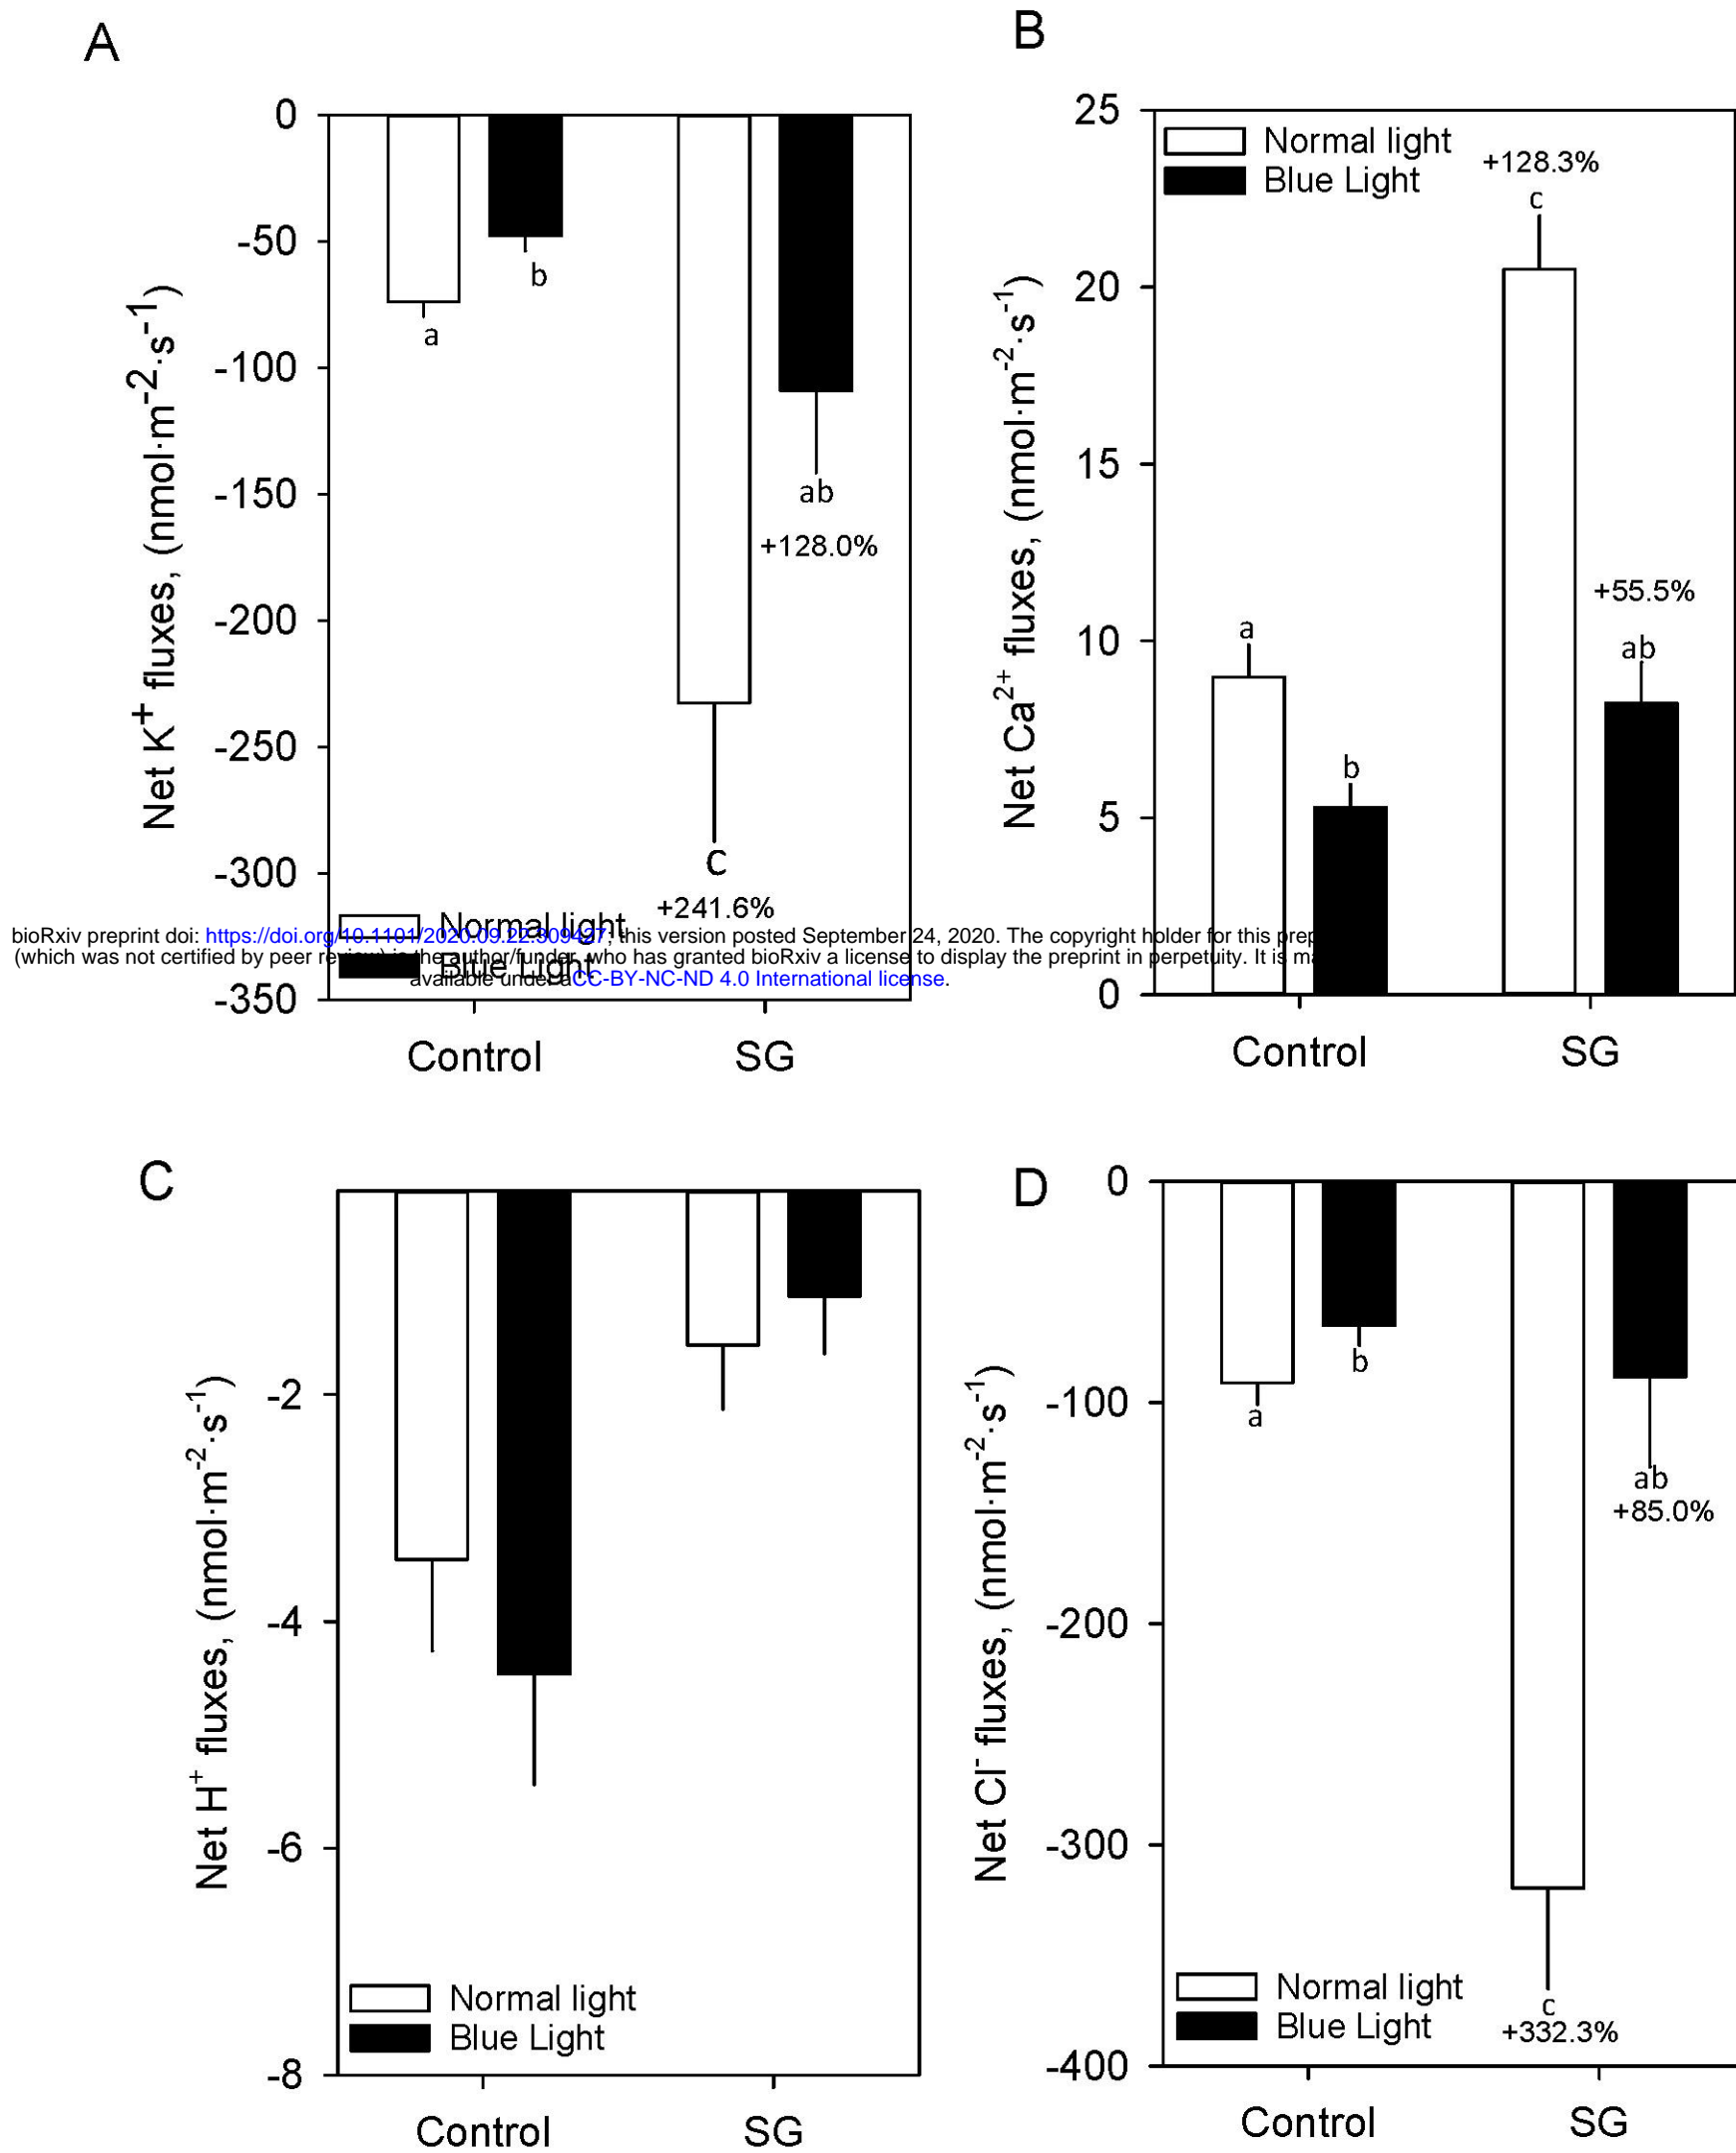 A
B
0
-50
-100
-150
-200
-250
-300
-350
Net K+ fluxes, (nmol·m-2·s-1)
a
b
C
+241.6%
ab
+128.0%
Normal light
Blue Light
Control
SG
25
20
15
10
5
0
Net Ca2+ fluxes, (nmol·m-2·s-1)
Normal light
Blue Light
+128.3%
c
a
b
+55.5%
ab
Control
SG
bioRxiv preprint doi: https://doi.org/10.1101/2020.09.22.309427; this version posted September 24, 2020. The copyright holder for this prep
(which was not certified by peer review) is the author/funder, who has granted bioRxiv a license to display the preprint in perpetuity. It is ma
available under aCC-BY-NC-ND 4.0 International license.
C
D
-2
-4
-6
-8
Net H+ fluxes, (nmol·m-2·s-1)
Normal light
Blue Light
Control
SG
0
-100
-200
-300
-400
Net Cl- fluxes, (nmol·m-2·s-1)
a
b
ab
+85.0%
c
+332.3%
Normal light
Blue Light
Control
SG